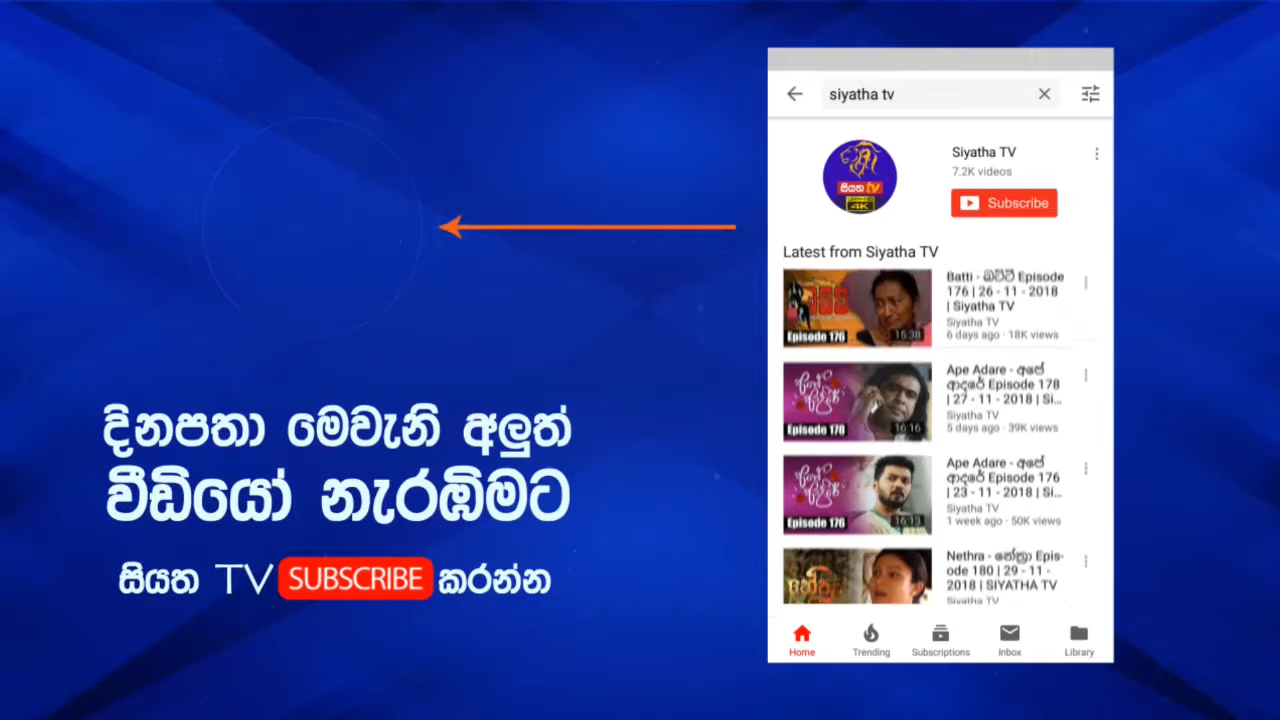 දිනපතා මෙවැනි අලුත්
වීඩියෝ නැරඹීමට
සියත TV SUBSCRIBE කරන්න
siyatha tv
සියත tv
4K
Siyatha TV
7.2K videos
Subscribe
Latest from Siyatha TV
Episode 176
15:38
Batti - බට්ටි Episode
176 | 26 - 11 - 2018
| Siyatha TV
Siyatha TV
6 days ago · 18K views
Episode 178
16:16
Ape Adare - අපේ
ආදරේ Episode 178
| 27 - 11 - 2018 | Si...
Siyatha TV
5 days ago · 39K views
Episode 176
16:13
Ape Adare - අපේ
ආදරේ Episode 176
| 23 - 11 - 2018 | Si...
Siyatha TV
1 week ago · 50K views
නේත්‍රා
Nethra - නේත්‍රා Epis-
ode 180 | 29 - 11 -
2018 | SIYATHA TV
Siyatha TV
Home
Trending
Subscriptions
Inbox
Library